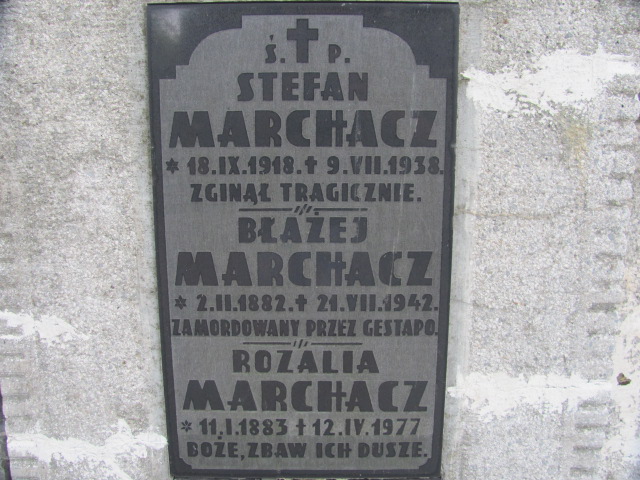 Ś. † P.
STEFAN
MARCHACZ
* 18.IX.1918. † 9.VII.1938.
ZGINĄŁ TRAGICZNIE.
BŁAŻEJ
MARCHACZ
* 2.II.1882. † 21.VII.1942.
ZAMORDOWANY PRZEZ GESTAPO.
ROZALIA
MARCHACZ
* 11.I.1883 † 12.IV.1977
BOŻE, ZBAW ICH DUSZE.